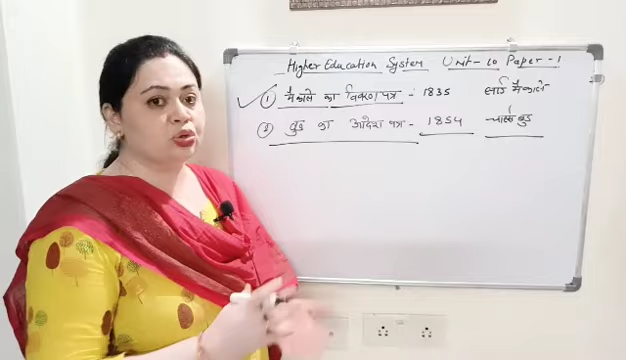 Higher Education System Unit-10 Paper-1
① मैकाले का विवरण पत्र - 1835 लार्ड मैकाले
② वुड का आदेश पत्र - 1854 चार्ल्स वुड